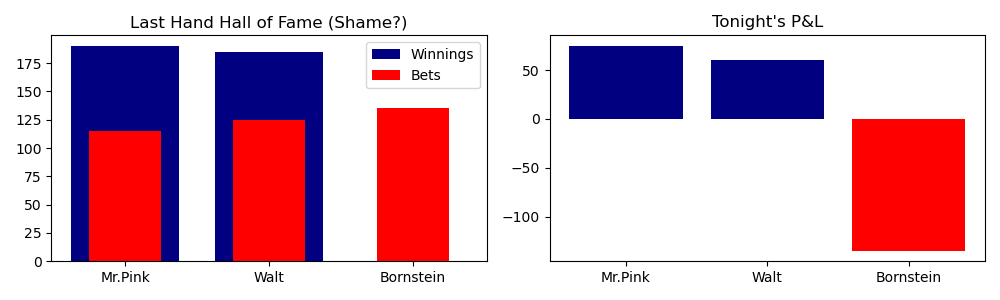 Last Hand Hall of Fame (Shame?)
175
150
125
100
75
50
25
0
Winnings
Bets
Mr.Pink
Walt
Bornstein
Tonight's P&L
50
0
−50
−100
Mr.Pink
Walt
Bornstein